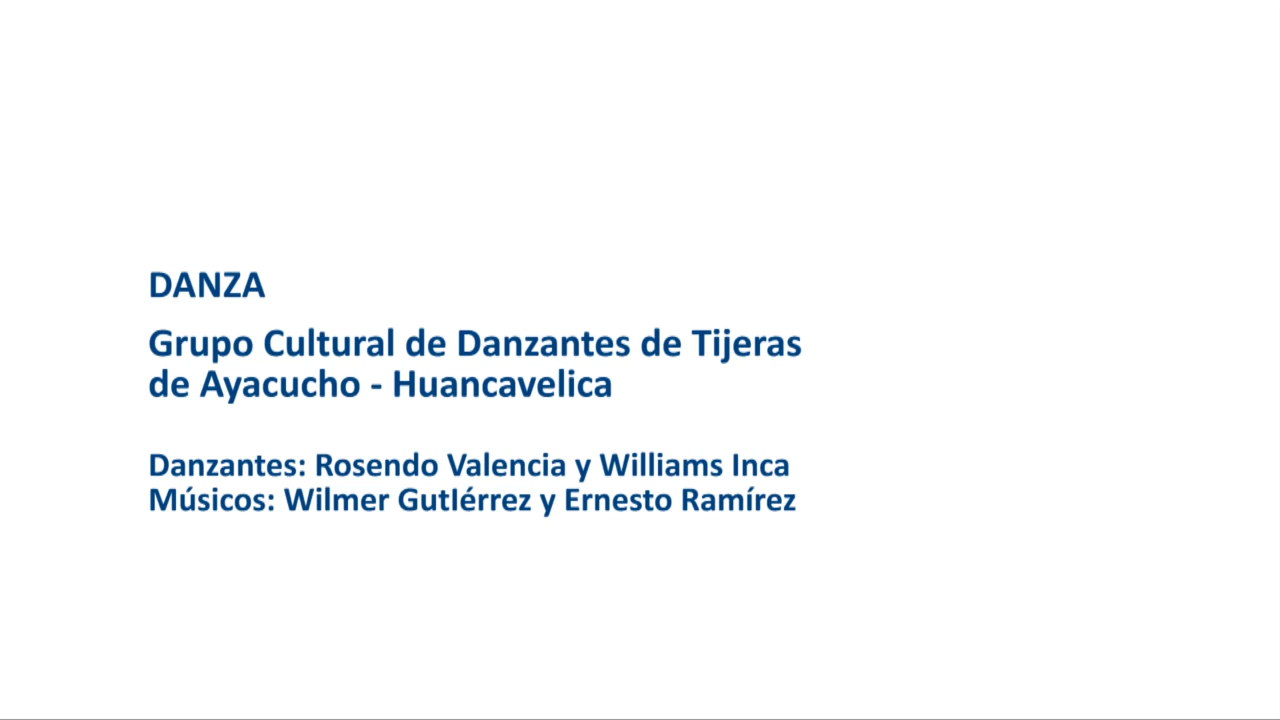 DANZA
Grupo Cultural de Danzantes de Tijeras
de Ayacucho - Huancavelica
Danzantes: Rosendo Valencia y Williams Inca
Músicos: Wilmer GutIérrez y Ernesto Ramírez